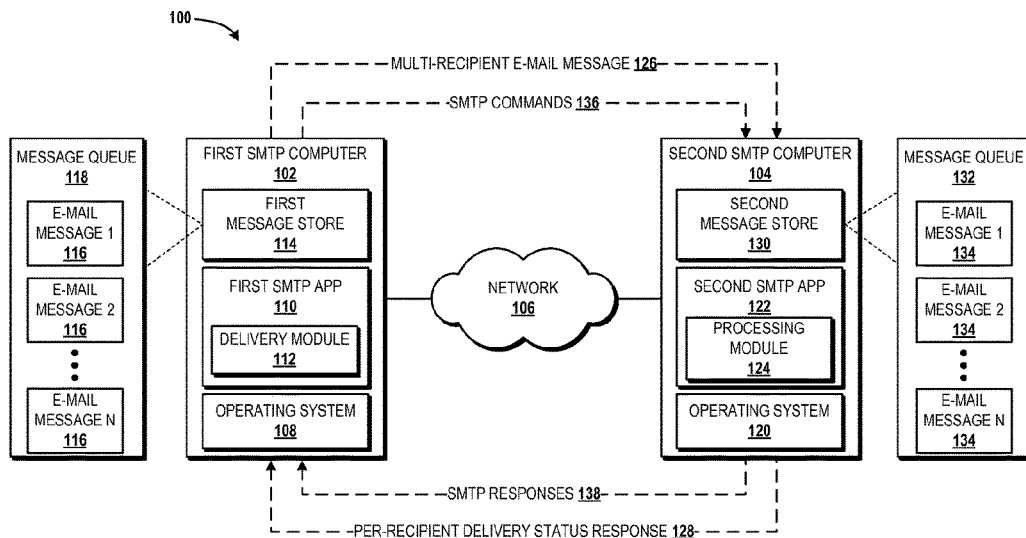 100
MULTI-RECIPIENT E-MAIL MESSAGE 126
SMTP COMMANDS 136
MESSAGE QUEUE
118
E-MAIL
MESSAGE 1
116
E-MAIL
MESSAGE 2
116
E-MAIL
MESSAGE N
116
FIRST SMTP COMPUTER
102
FIRST
MESSAGE STORE
114
FIRST SMTP APP
110
DELIVERY MODULE
112
OPERATING SYSTEM
108
NETWORK
106
SECOND SMTP COMPUTER
104
SECOND
MESSAGE STORE
130
SECOND SMTP APP
122
PROCESSING
MODULE
124
OPERATING SYSTEM
120
MESSAGE QUEUE
132
E-MAIL
MESSAGE 1
134
E-MAIL
MESSAGE 2
134
E-MAIL
MESSAGE N
134
SMTP RESPONSES 138
PER-RECIPIENT DELIVERY STATUS RESPONSE 128